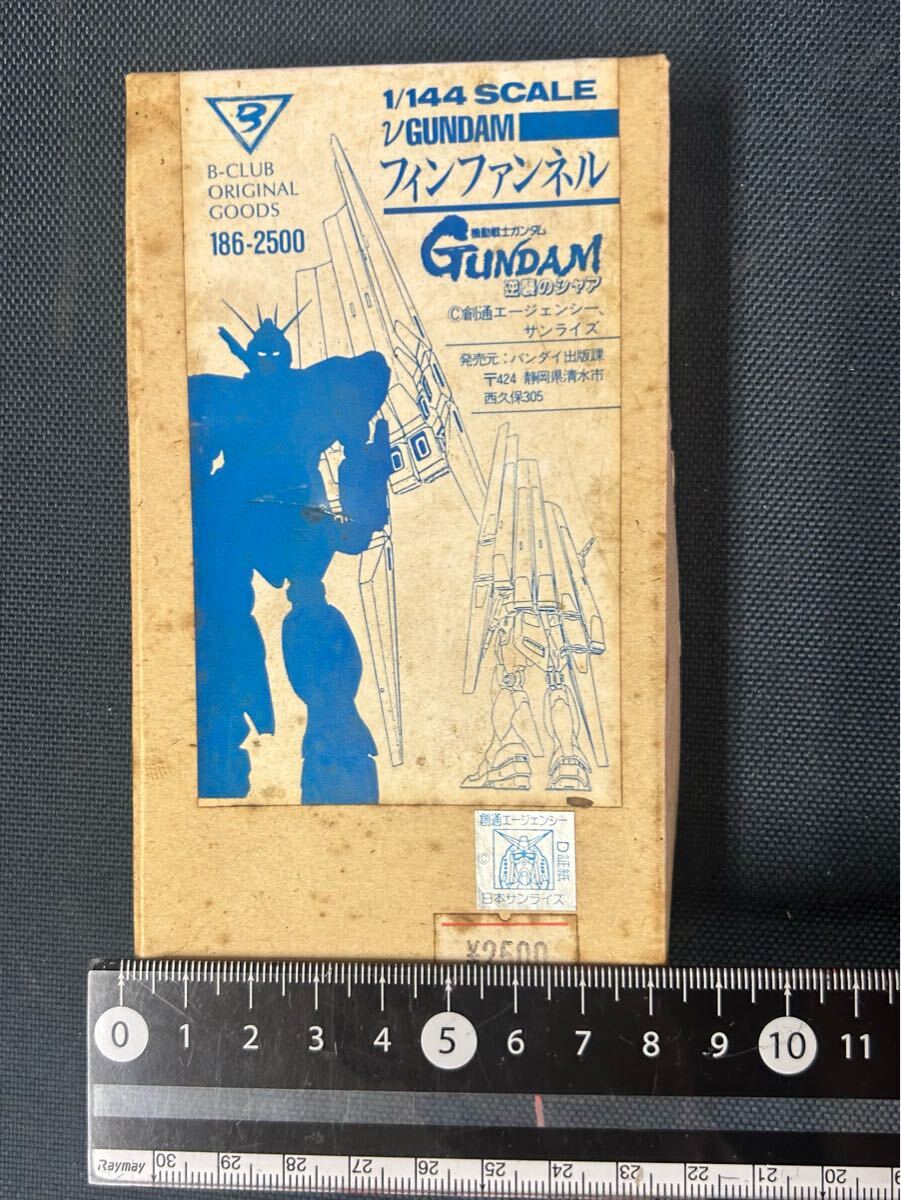 B
B-CLUB
ORIGINAL
GOODS
186-2500
1/144 SCALE
νGUNDAM
フィンファンネル
機動戦士ガンダム
GUNDAM
逆襲のシャア
©創通エージェンシー、
サンライズ
発売元:バンダイ出版課
〒424 静岡県清水市
西久保305
創通エージェンシー
©
D証紙
日本サンライズ
¥2500
0 1 2 3 4 5 6 7 8 9 10 11
Raymay 30 29 28 27 26 25 24 23 22 21 20